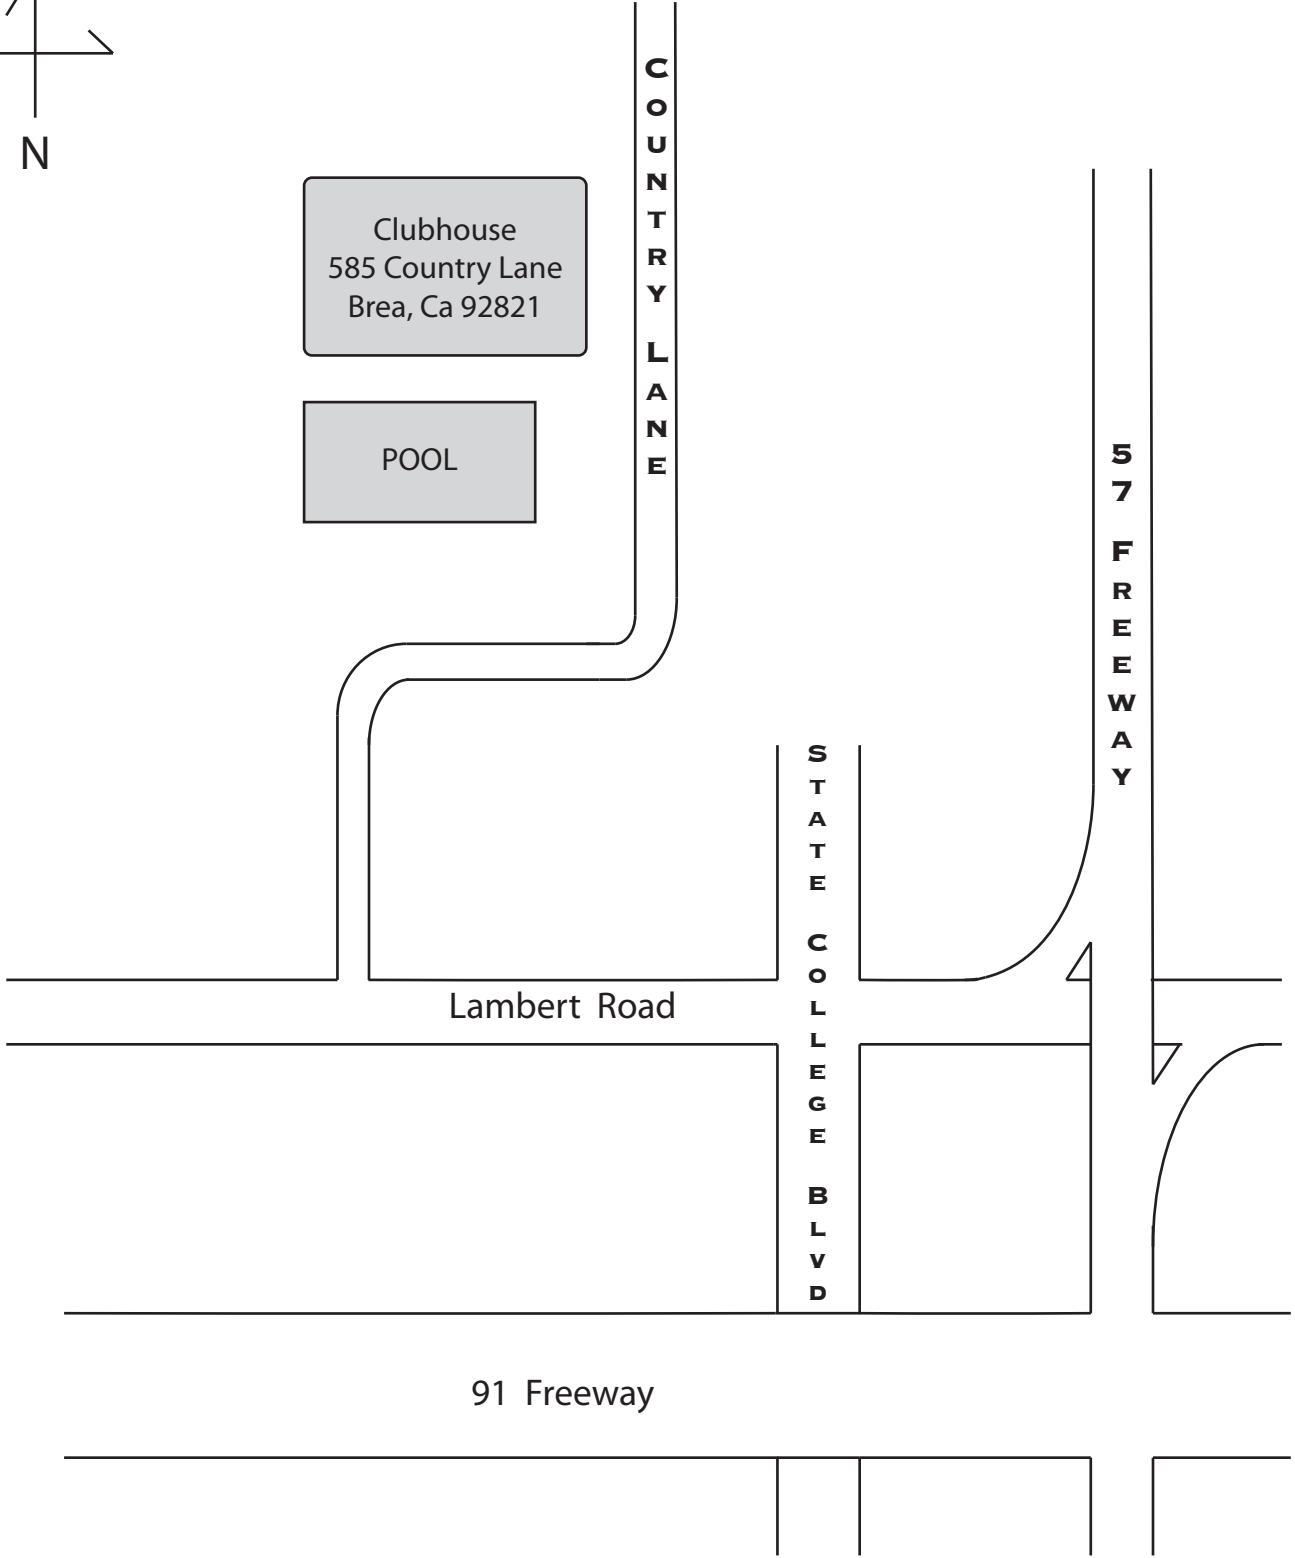 N
COUNTRY LANE
Clubhouse
585 Country Lane
Brea, Ca 92821
POOL
57 FREEWAY
STATE COLLEGE BLVD
Lambert Road
91 Freeway